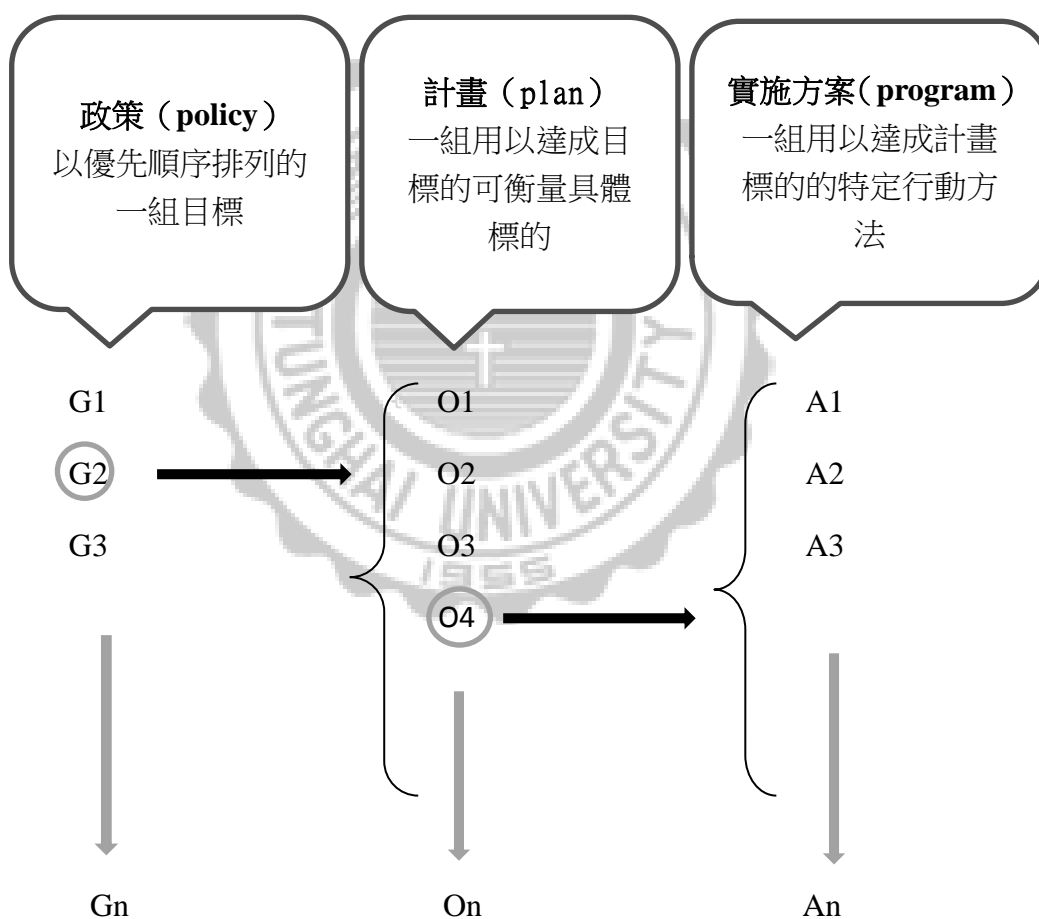 政策（policy）
以優先順序排列的
一組目標
計畫（plan）
一組用以達成目
標的可衡量具體
標的
實施方案（program）
一組用以達成計畫
標的的特定行動方
法
G1
G2
G3
Gn
O1
O2
O3
O4
On
A1
A2
A3
An
TUNGHAI UNIVERSITY
1955